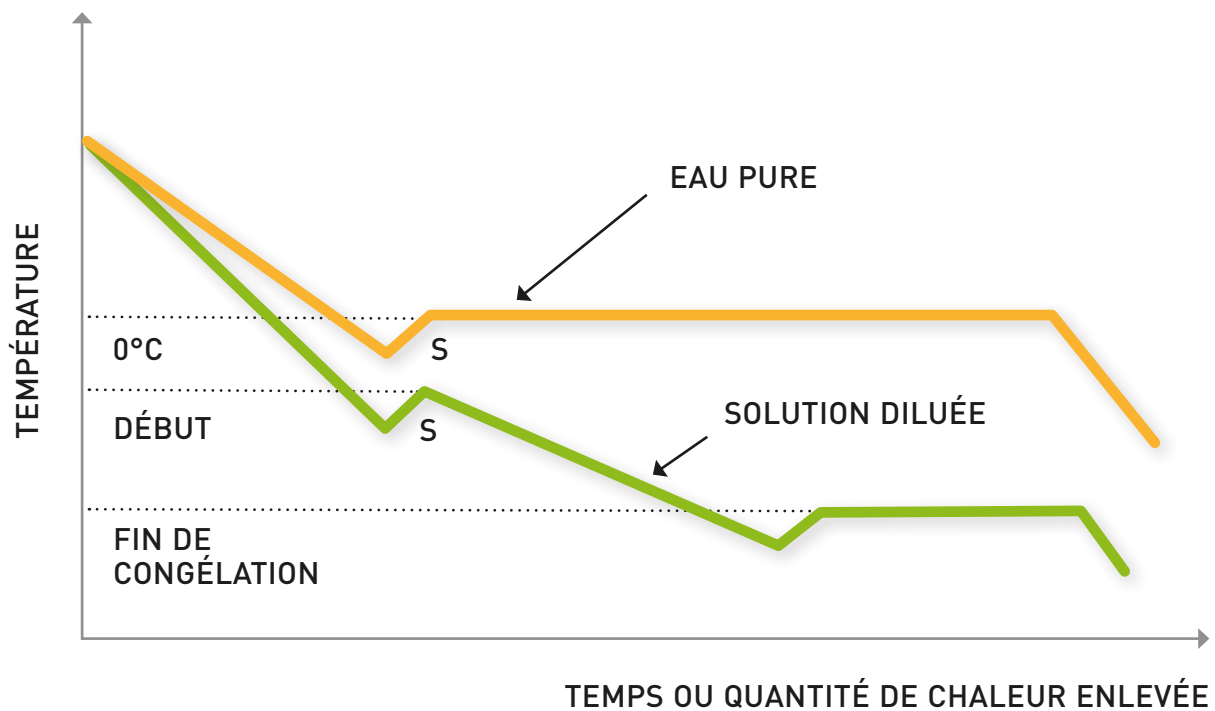 EAU PURE
TEMPÉRATURE
0°C
S
DÉBUT
S
SOLUTION DILUÉE
FIN DE
CONGÉLATION
TEMPS OU QUANTITÉ DE CHALEUR ENLEVÉE